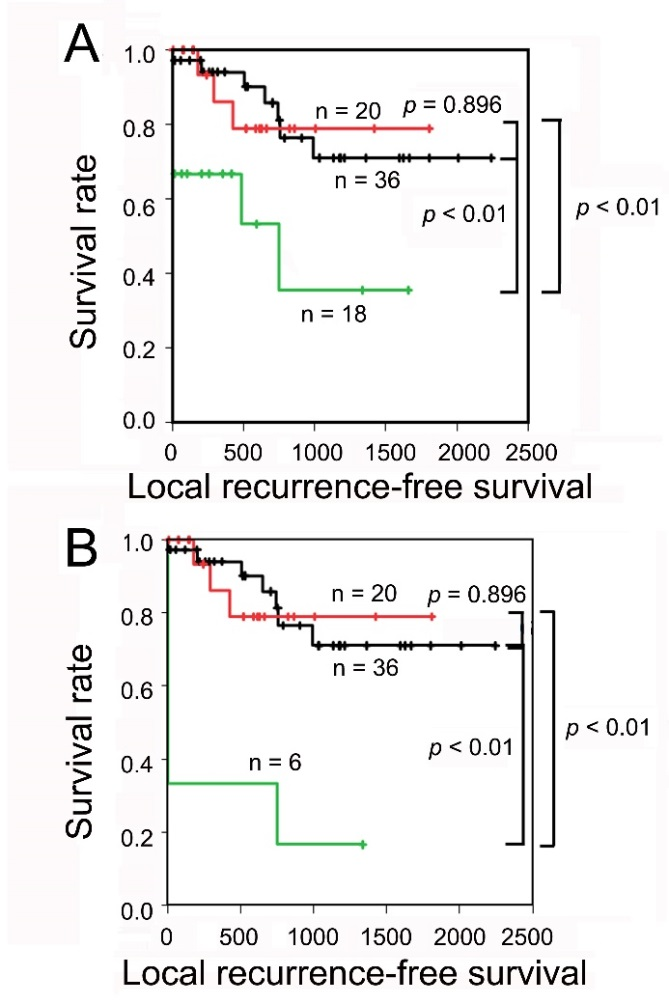 A
1.0
n = 20 p = 0.896
0.8
n = 36
p < 0.01
p < 0.01
0.6
0.4
n = 18
0.2
0.0
Survival rate
0 500 1000 1500 2000 2500
Local recurrence-free survival
B
1.0
n = 20 p = 0.896
0.8
n = 36
0.6
p < 0.01
p < 0.01
n = 6
0.4
0.2
0.0
Survival rate
0 500 1000 1500 2000 2500
Local recurrence-free survival